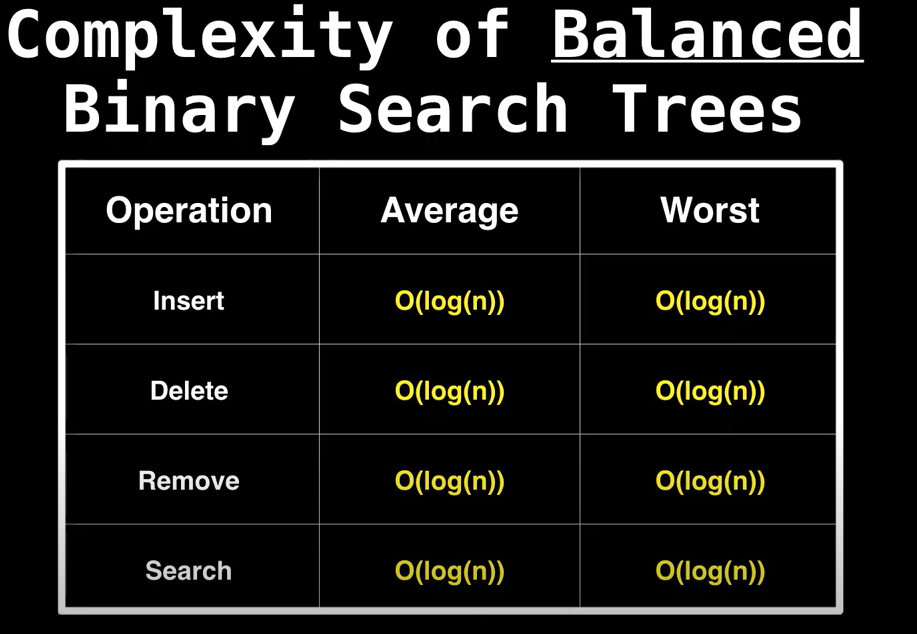 Complexity of Balanced
Binary Search Trees
Operation Average Worst
Insert O(log(n)) O(log(n))
Delete O(log(n)) O(log(n))
Remove O(log(n)) O(log(n))
Search O(log(n)) O(log(n))